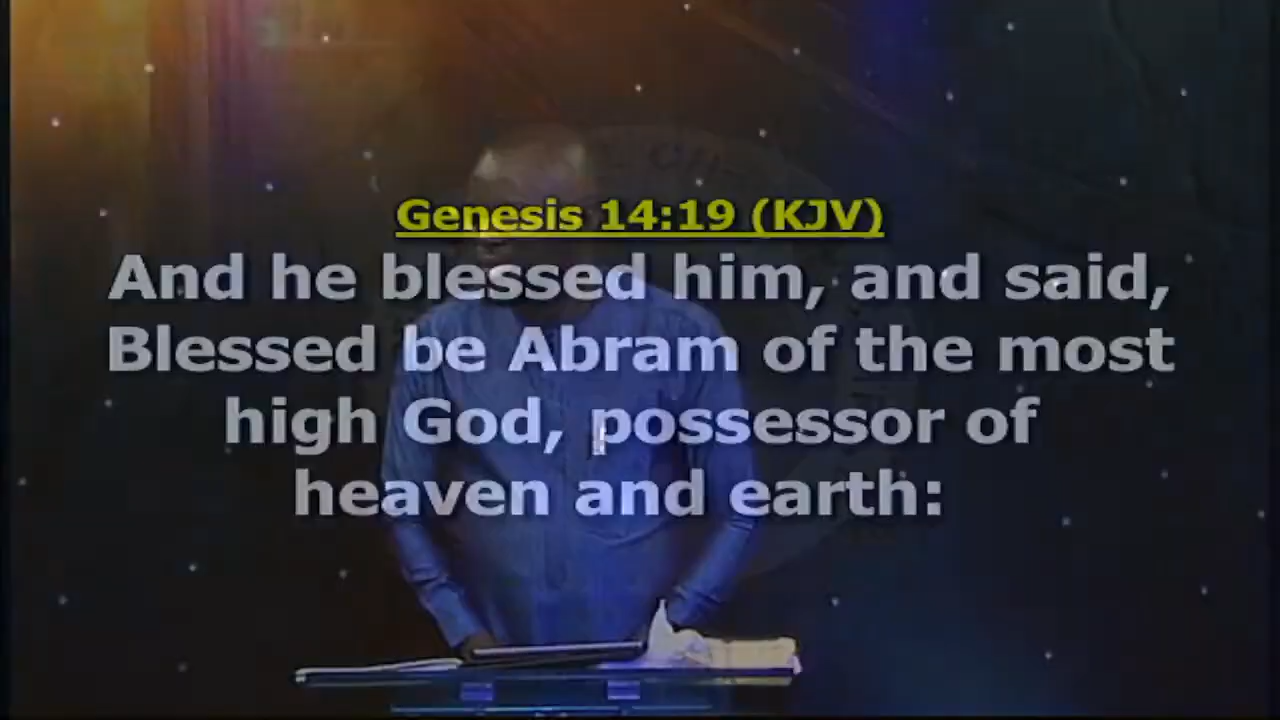 Genesis 14:19 (KJV)
And he blessed him, and said,
Blessed be Abram of the most
high God, possessor of
heaven and earth: